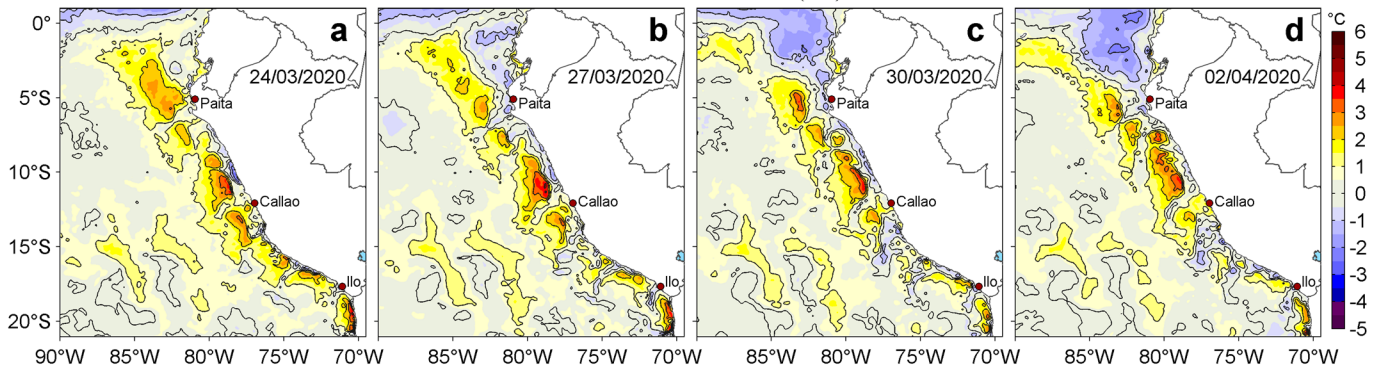 a b c d °C
24/03/2020 27/03/2020 30/03/2020 02/04/2020
0° 5°S 10°S 15°S 20°S
Paita Callao Ilo
Paita Callao Ilo
Paita Callao Ilo
Paita Callao Ilo
6 5 4 3 2 1 0 -1 -2 -3 -4 -5
90°W 85°W 80°W 75°W 70°W 85°W 80°W 75°W 70°W 85°W 80°W 75°W 70°W 85°W 80°W 75°W 70°W